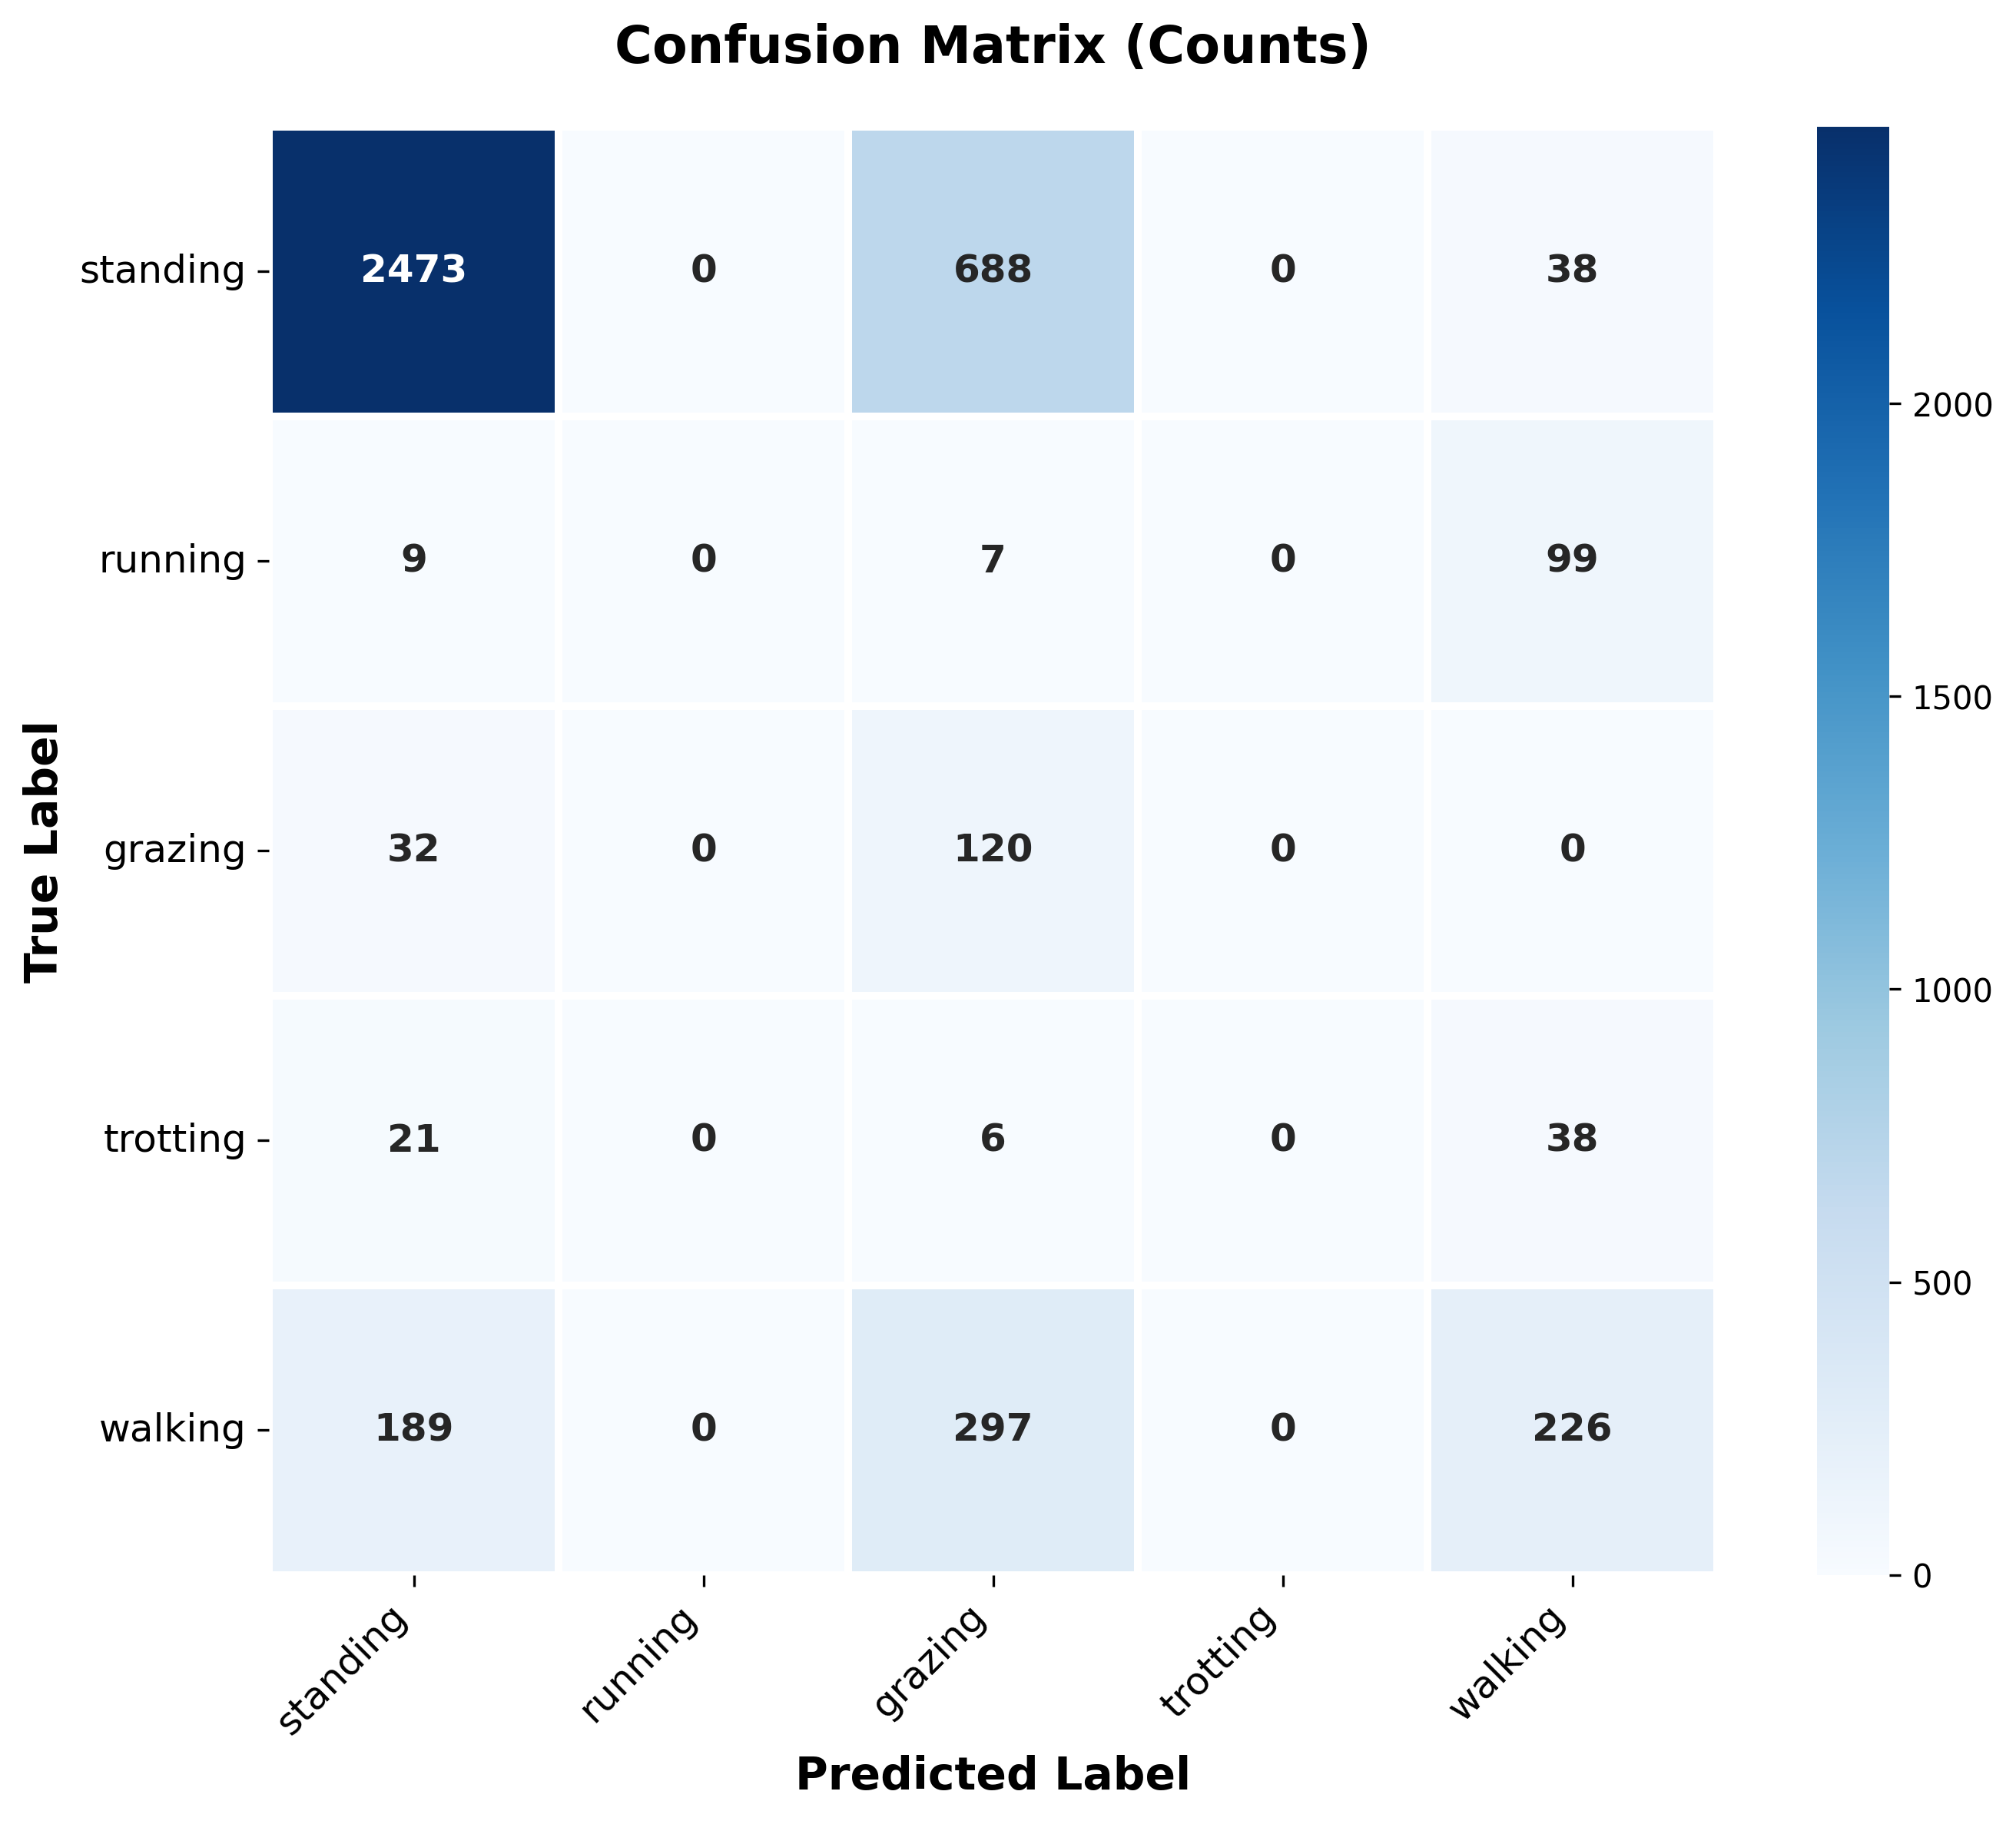 Confusion Matrix (Counts)
standing 2473 0 688 0 38
running 9 0 7 0 99
grazing 32 0 120 0 0
trotting 21 0 6 0 38
walking 189 0 297 0 226
standing running grazing trotting walking
Predicted Label
True Label
2000
1500
1000
500
0